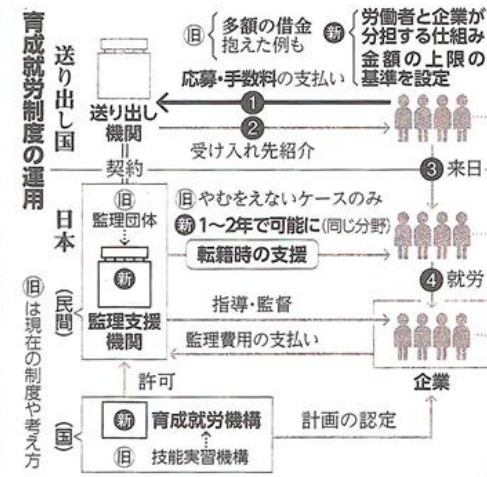 育成就労制度の運用
送り出し国
旧 多額の借金
抱えた例も
新 労働者と企業が
分担する仕組み
金額の上限の
基準を設定
応募・手数料の支払い
送り出し
機関
1
2
受け入れ先紹介
契約
3 来日
日本
旧
監理団体
旧 やむをえないケースのみ
新 1〜2年で可能に(同じ分野)
転籍時の支援
新
監理支援
機関
(民間)
4 就労
指導・監督
監理費用の支払い
企業
許可
(国)
新 育成就労機構
旧 技能実習機構
計画の認定
旧は現在の制度や考え方